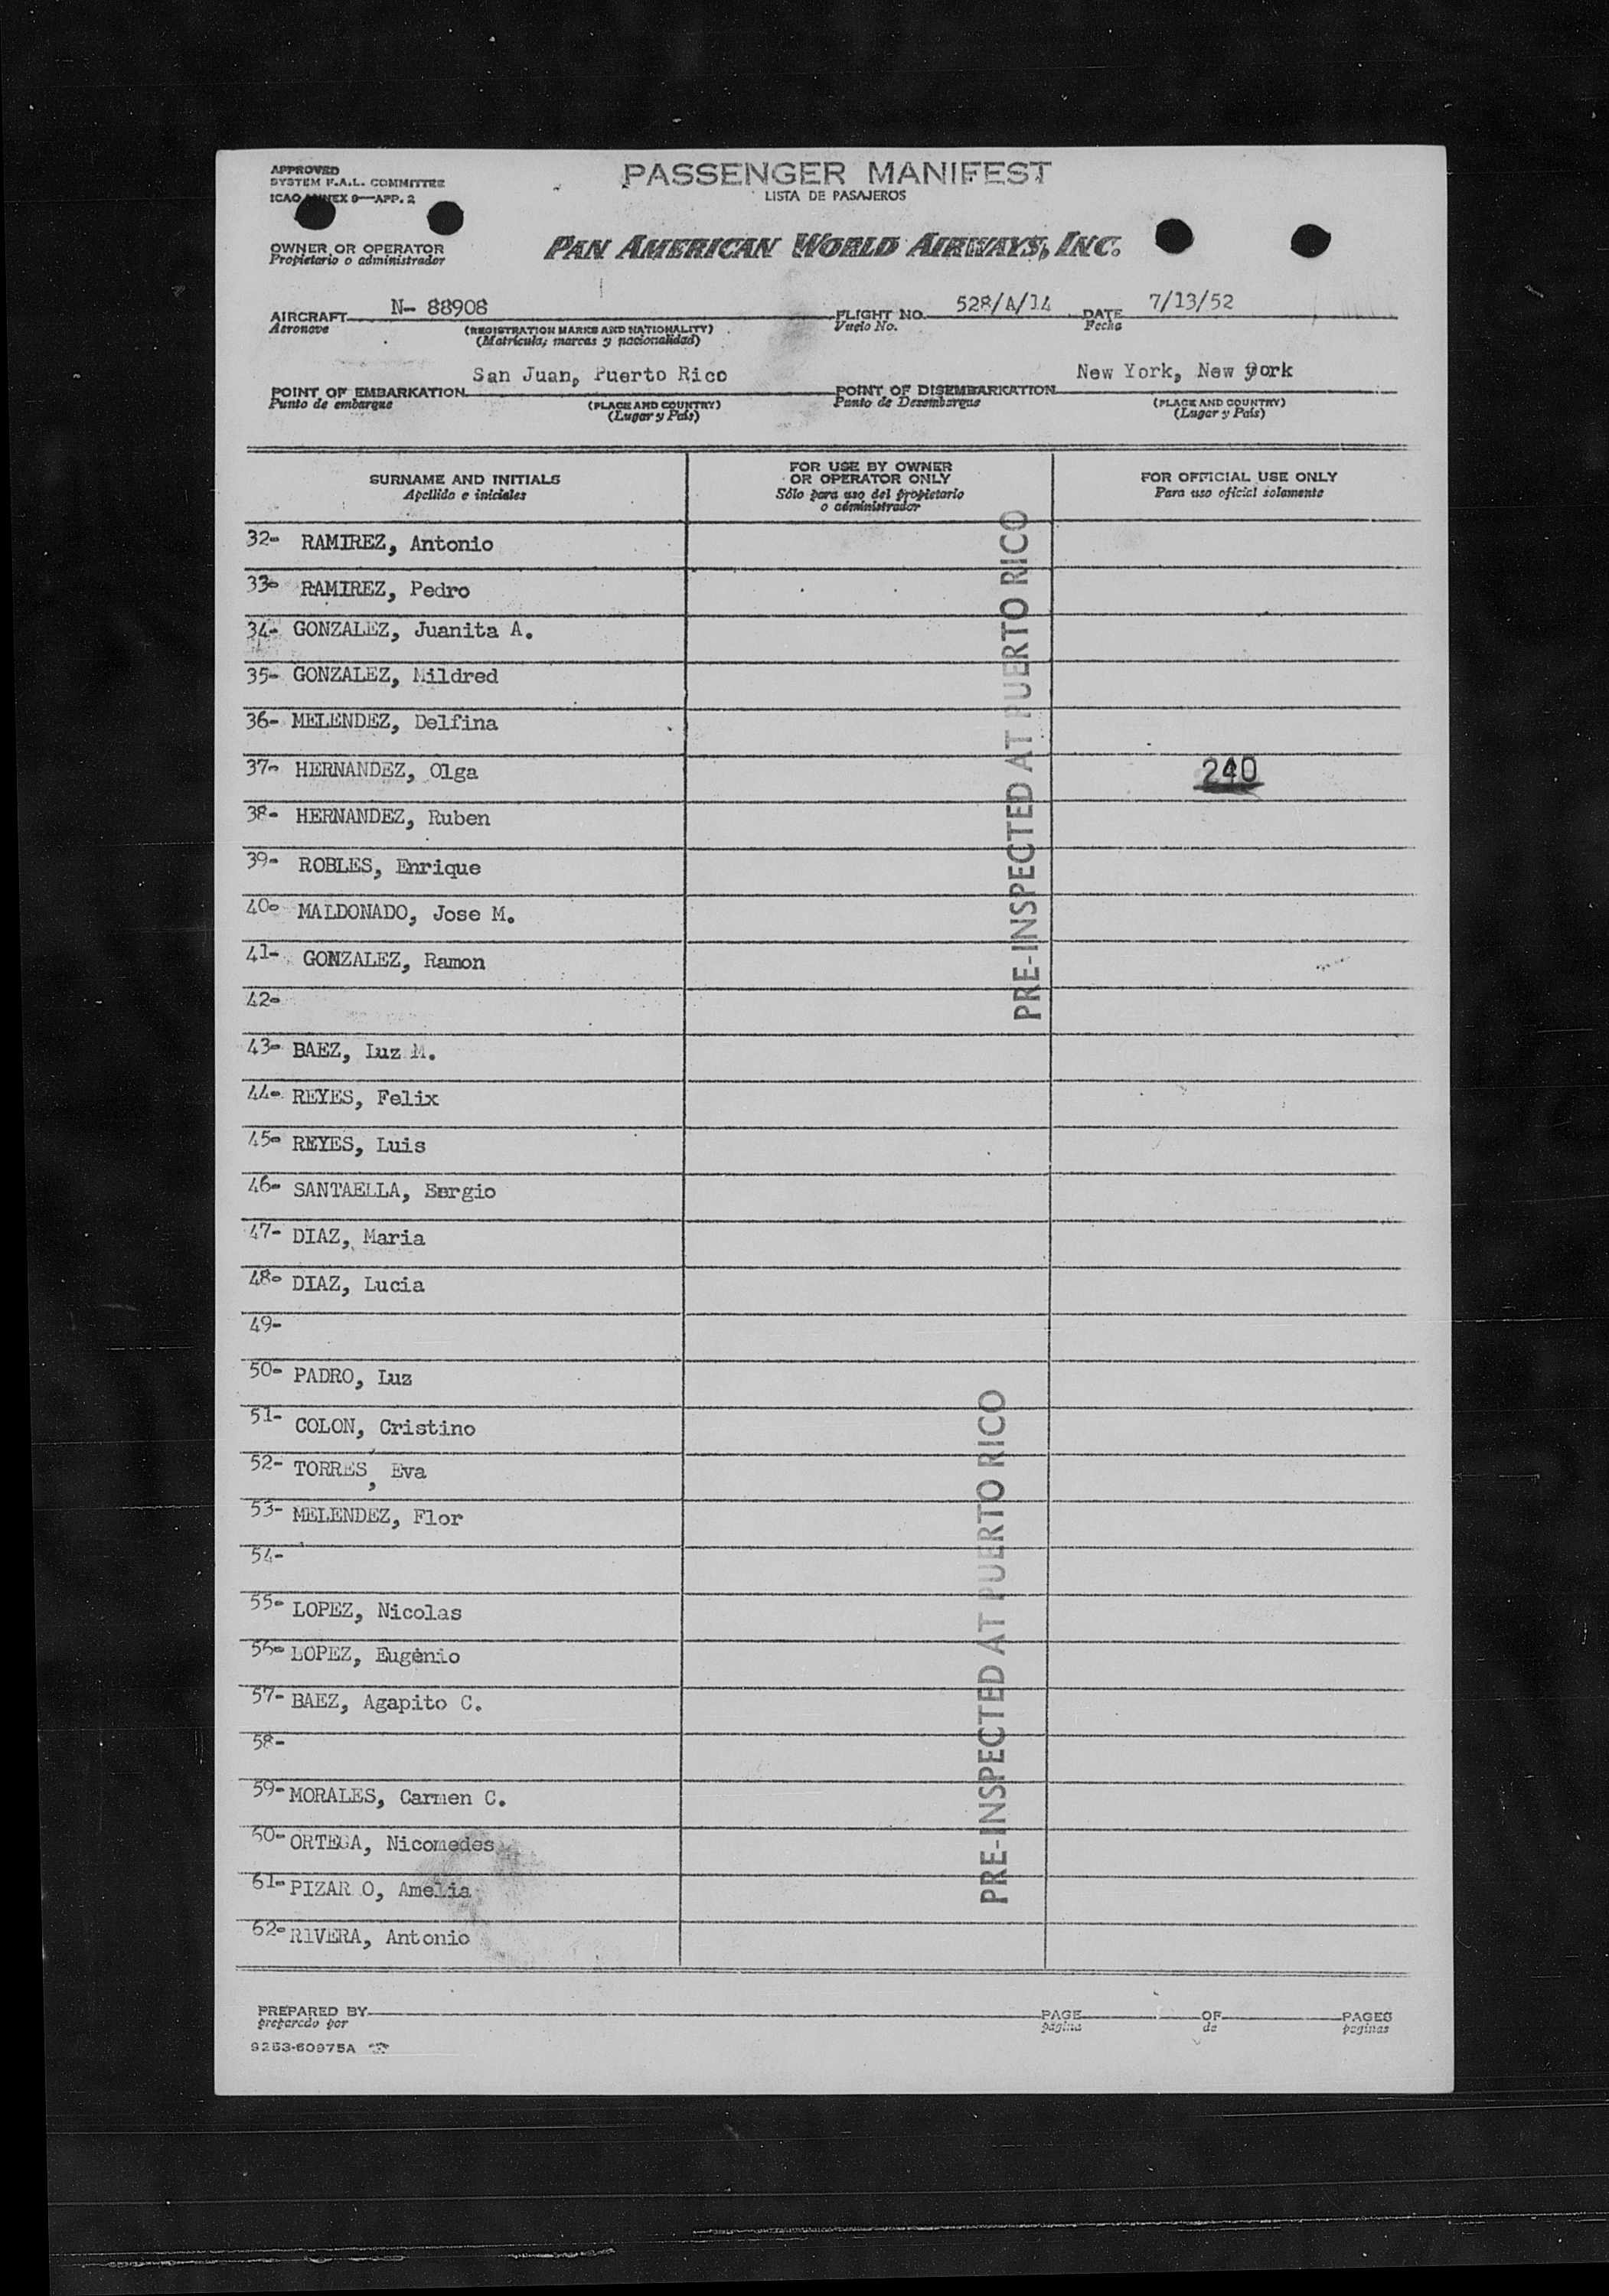 APPROVED
SYSTEM F.A.L. COMMITTEE
ICAO ANNEX 9—APP. 2
PASSENGER MANIFEST
LISTA DE PASAJEROS
OWNER OR OPERATOR
Propietario o administrador
PAN AMERICAN WORLD AIRWAYS, INC.
AIRCRAFT N- 88908 FLIGHT NO. 528/A/14 DATE 7/13/52
Aeronave (REGISTRATION MARKS AND NATIONALITY) Vuelo No. Fecha
(Matrícula; marcas y nacionalidad)
POINT OF EMBARKATION San Juan, Puerto Rico POINT OF DISEMBARKATION New York, New york
Punto de embarque (PLACE AND COUNTRY) Punto de Desembarque (PLACE AND COUNTRY)
(Lugar y País) (Lugar y País)
SURNAME AND INITIALS
Apellido e iniciales
FOR USE BY OWNER
OR OPERATOR ONLY
Sólo para uso del propietario
o administrador
FOR OFFICIAL USE ONLY
Para uso oficial solamente
32- RAMIREZ, Antonio
33- RAMIREZ, Pedro
34- GONZALEZ, Juanita A.
35- GONZALEZ, Mildred
36- MELENDEZ, Delfina
37- HERNANDEZ, Olga 240
38- HERNANDEZ, Ruben
39- ROBLES, Enrique
40- MALDONADO, Jose M.
41- GONZALEZ, Ramon
42-
43- BAEZ, Luz M.
44- REYES, Felix
45- REYES, Luis
46- SANTAELLA, Sergio
47- DIAZ, Maria
48- DIAZ, Lucia
49-
50- PADRO, Luz
51- COLON, Cristino
52- TORRES, Eva
53- MELENDEZ, Flor
54-
55- LOPEZ, Nicolas
56- LOPEZ, Eugenio
57- BAEZ, Agapito C.
58-
59- MORALES, Carmen C.
60- ORTEGA, Nicomedes
61- PIZAR O, Amelia
62- RIVERA, Antonio
PRE-INSPECTED AT PUERTO RICO
PRE-INSPECTED AT PUERTO RICO
PREPARED BY PAGE OF PAGES
preparado por página de paginas
9253-60975A